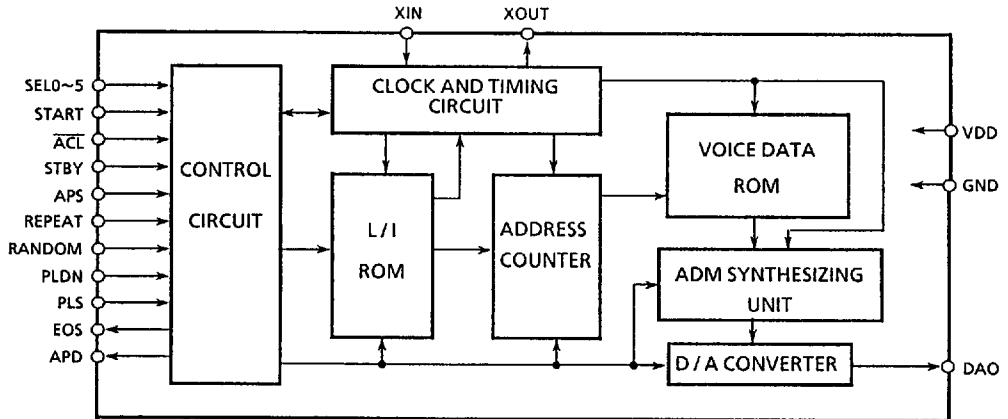 XIN
XOUT
SEL0~5
START
ACL
STBY
APS
REPEAT
RANDOM
PLDN
PLS
EOS
APD
CONTROL
CIRCUIT
CLOCK AND TIMING
CIRCUIT
L/I
ROM
ADDRESS
COUNTER
VOICE DATA
ROM
ADM SYNTHESIZING
UNIT
D/A CONVERTER
VDD
GND
DAO